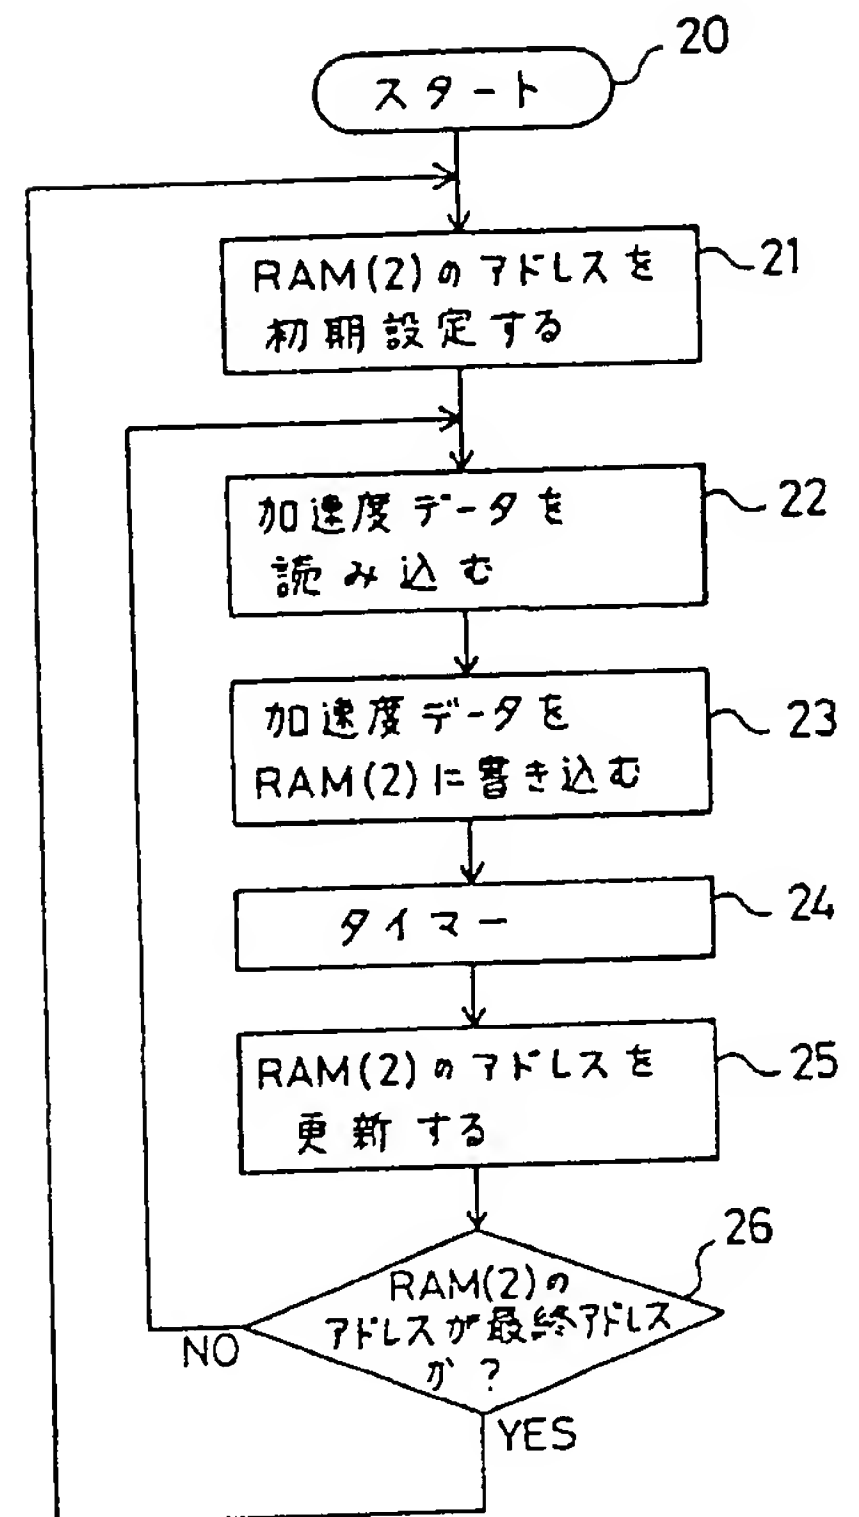 20
スタート
21
RAM(2)のアドレスを
初期設定する
22
加速度データを
読み込む
23
加速度データを
RAM(2)に書き込む
24
タイマー
25
RAM(2)のアドレスを
更新する
26
RAM(2)の
アドレスが最終アドレス
か?
NO
YES